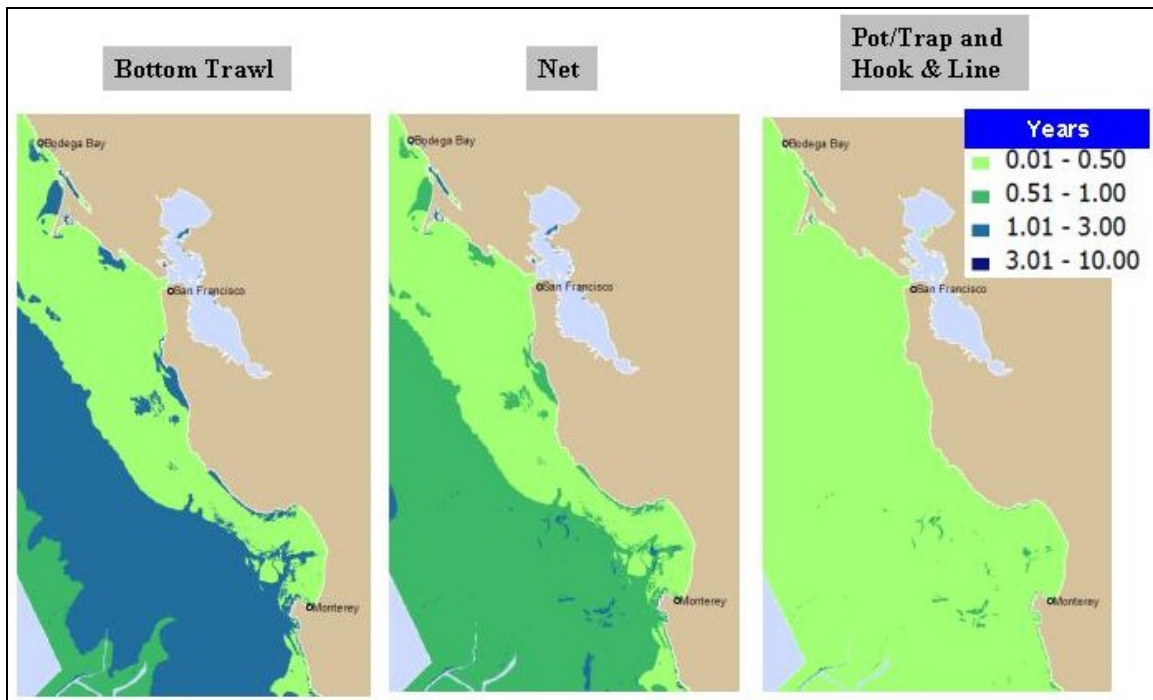 Bottom Trawl
Net
Pot/Trap and
Hook & Line
Years
0.01 - 0.50
0.51 - 1.00
1.01 - 3.00
3.01 - 10.00
Bodega Bay
San Francisco
Monterey
Bodega Bay
San Francisco
Monterey
Bodega Bay
San Francisco
Monterey